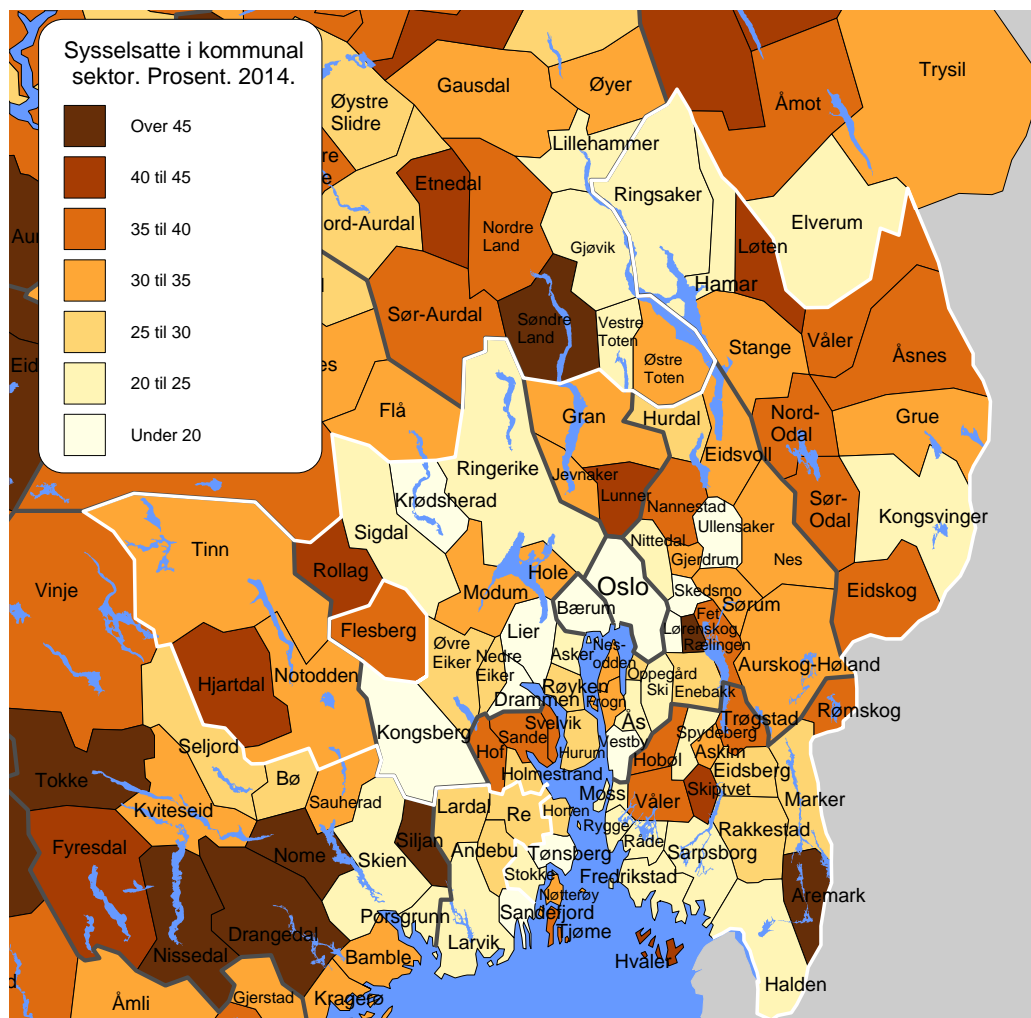 Sysselsatte i kommunal
sektor. Prosent. 2014.
Over 45
40 til 45
35 til 40
30 til 35
25 til 30
20 til 25
Under 20
Trysil
Gausdal
Øyer
Åmot
Øystre
Slidre
Lillehammer
Etnedal
Ringsaker
Elverum
Nordre
Land
Gjøvik
Løten
Hamar
Sør-Aurdal
Søndre
Land
Vestre
Toten
Østre
Toten
Stange
Våler
Åsnes
Flå
Gran
Hurdal
Nord-
Odal
Grue
Eidsvoll
Ringerike
Jevnaker
Lunner
Krødsherad
Nannestad
Ullensaker
Sør-
Odal
Kongsvinger
Sigdal
Nittedal
Tinn
Gjerdrum
Nes
Rollag
Hole
Modum
Oslo
Skedsmo
Eidskog
Vinje
Bærum
Sørum
Fet
Flesberg
Lier
Lørenskog
Rælingen
Øvre
Eiker
Nedre
Eiker
Asker
Nes-
odden
Oppegård
Aurskog-Høland
Hjartdal
Notodden
Røyken
Ski
Enebakk
Drammen
Frogn
Rømskog
Kongsberg
Svelvik
Ås
Trøgstad
Seljord
Hof
Sande
Hurum
Vestby
Spydeberg
Hobøl
Askim
Tokke
Bø
Holmestrand
Eidsberg
Kviteseid
Sauherad
Lardal
Moss
Våler
Skiptvet
Marker
Re
Horten
Rygge
Rakkestad
Fyresdal
Nome
Siljan
Andebu
Råde
Skien
Tønsberg
Sarpsborg
Stokke
Fredrikstad
Nøtterøy
Aremark
Porsgrunn
Sandefjord
Drangedal
Tjøme
Nissedal
Larvik
Bamble
Hvaler
Halden
Åmli
Gjerstad
Kragerø